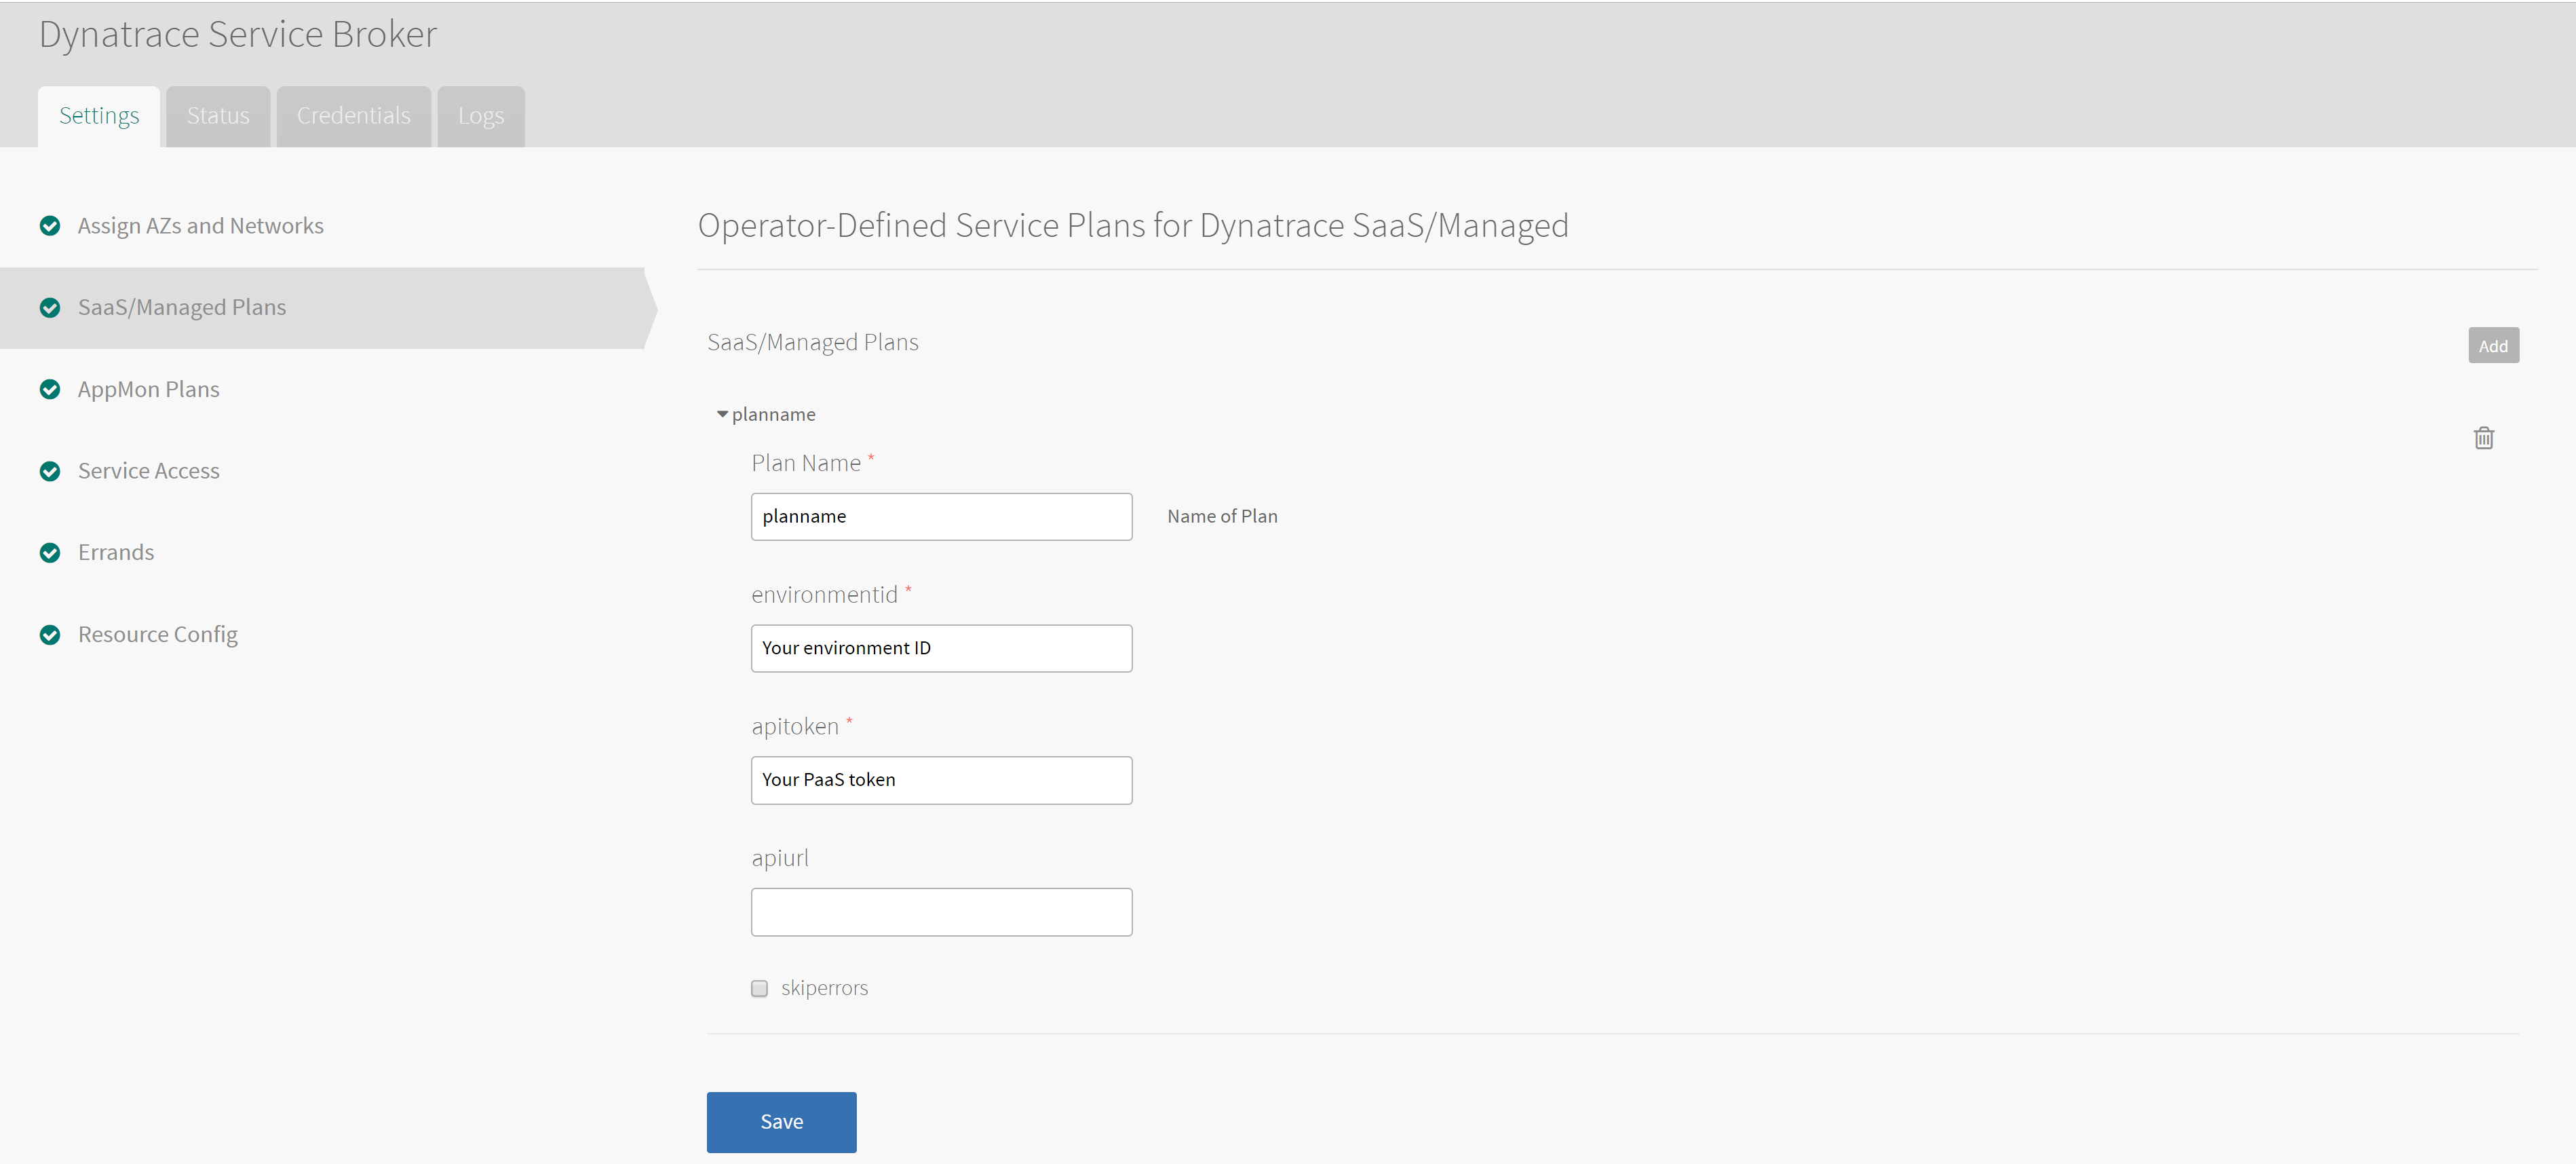 Dynatrace Service Broker
Settings
Status
Credentials
Logs
Assign AZs and Networks
SaaS/Managed Plans
AppMon Plans
Service Access
Errands
Resource Config
Operator-Defined Service Plans for Dynatrace SaaS/Managed
SaaS/Managed Plans
Add
planname
Plan Name *
planname
Name of Plan
environmentid *
Your environment ID
apitoken *
Your PaaS token
apiurl
skiperrors
Save